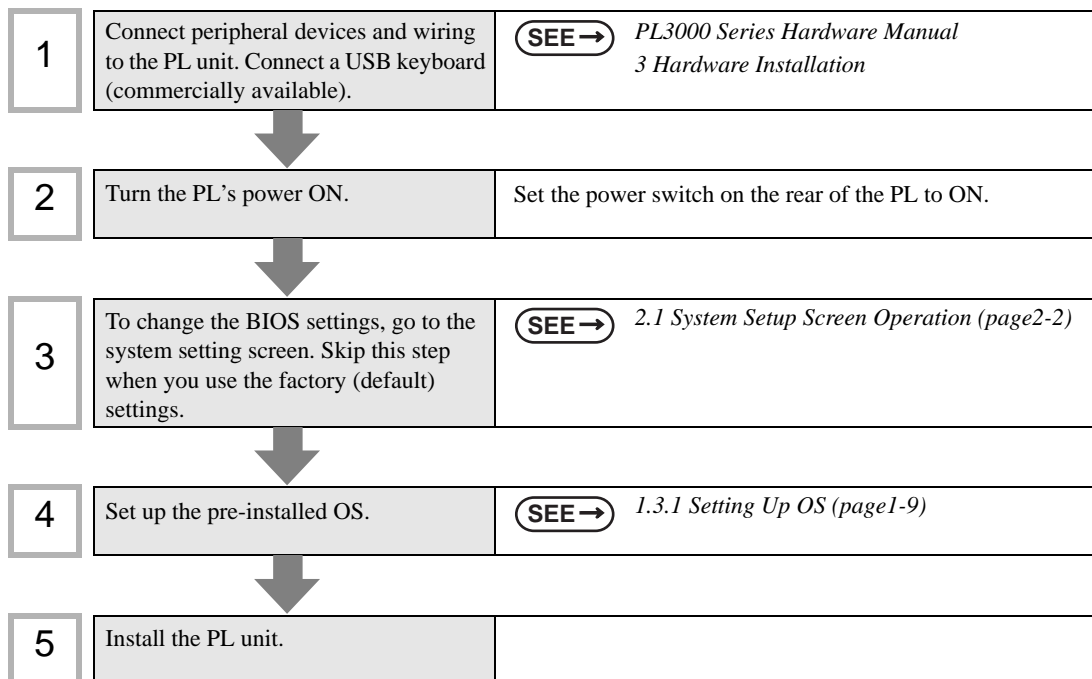 1
Connect peripheral devices and wiring
to the PL unit. Connect a USB keyboard
(commercially available).
SEE→ PL3000 Series Hardware Manual
3 Hardware Installation
2
Turn the PL’s power ON.
Set the power switch on the rear of the PL to ON.
3
To change the BIOS settings, go to the
system setting screen. Skip this step
when you use the factory (default)
settings.
SEE→ 2.1 System Setup Screen Operation (page2-2)
4
Set up the pre-installed OS.
SEE→ 1.3.1 Setting Up OS (page1-9)
5
Install the PL unit.